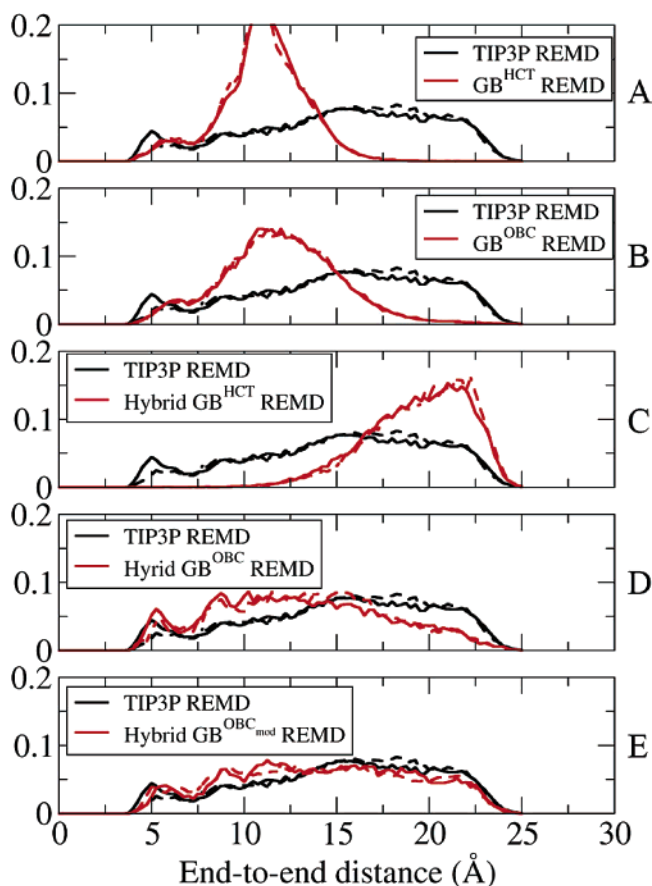 0.2
TIP3P REMD
GB^HCT REMD
0.1
A
0
0.2
TIP3P REMD
GB^OBC REMD
0.1
B
0
0.2
TIP3P REMD
Hybrid GB^HCT REMD
0.1
C
0
0.2
TIP3P REMD
Hyrid GB^OBC REMD
0.1
D
0
0.2
TIP3P REMD
Hybrid GB^OBC_mod REMD
0.1
E
0
0 5 10 15 20 25 30
End-to-end distance (Å)